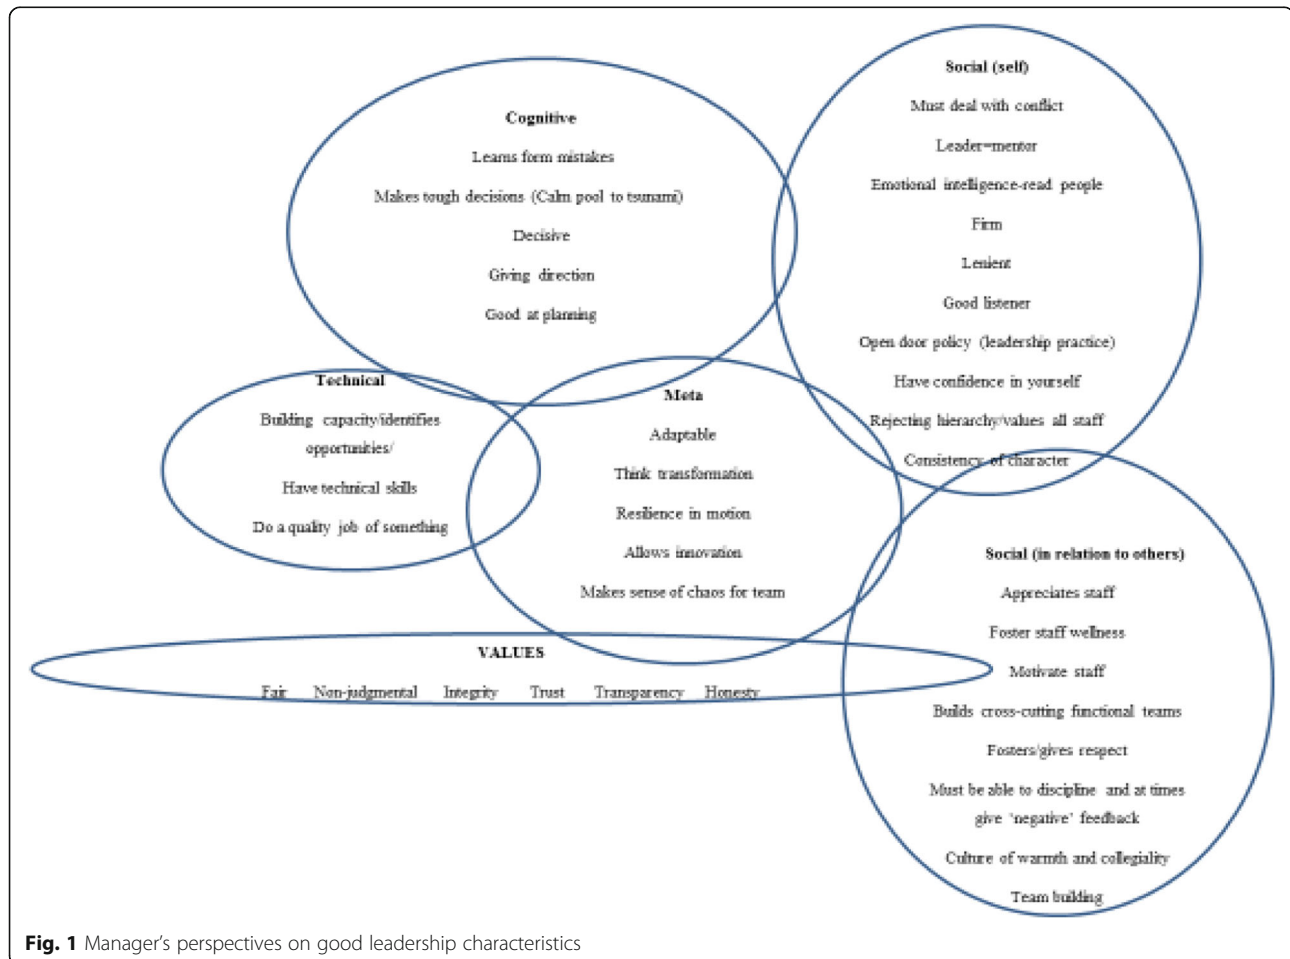 Cognitive
Learns form mistakes
Makes tough decisions (Calm pool to tsunami)
Decisive
Giving direction
Good at planning
Social (self)
Must deal with conflict
Leader=mentor
Emotional intelligence-read people
Firm
Lenient
Good listener
Open door policy (leadership practice)
Have confidence in yourself
Rejecting hierarchy/values all staff
Consistency of character
Technical
Building capacity/identifies
opportunities/
Have technical skills
Do a quality job of something
Meta
Adaptable
Think transformation
Resilience in motion
Allows innovation
Makes sense of chaos for team
Social (in relation to others)
Appreciates staff
Foster staff wellness
Motivate staff
Builds cross-cutting functional teams
Fosters/gives respect
Must be able to discipline and at times
give ‘negative’ feedback
Culture of warmth and collegiality
Team building
VALUES
Fair Non-judgmental Integrity Trust Transparency Honesty
Fig. 1 Manager’s perspectives on good leadership characteristics